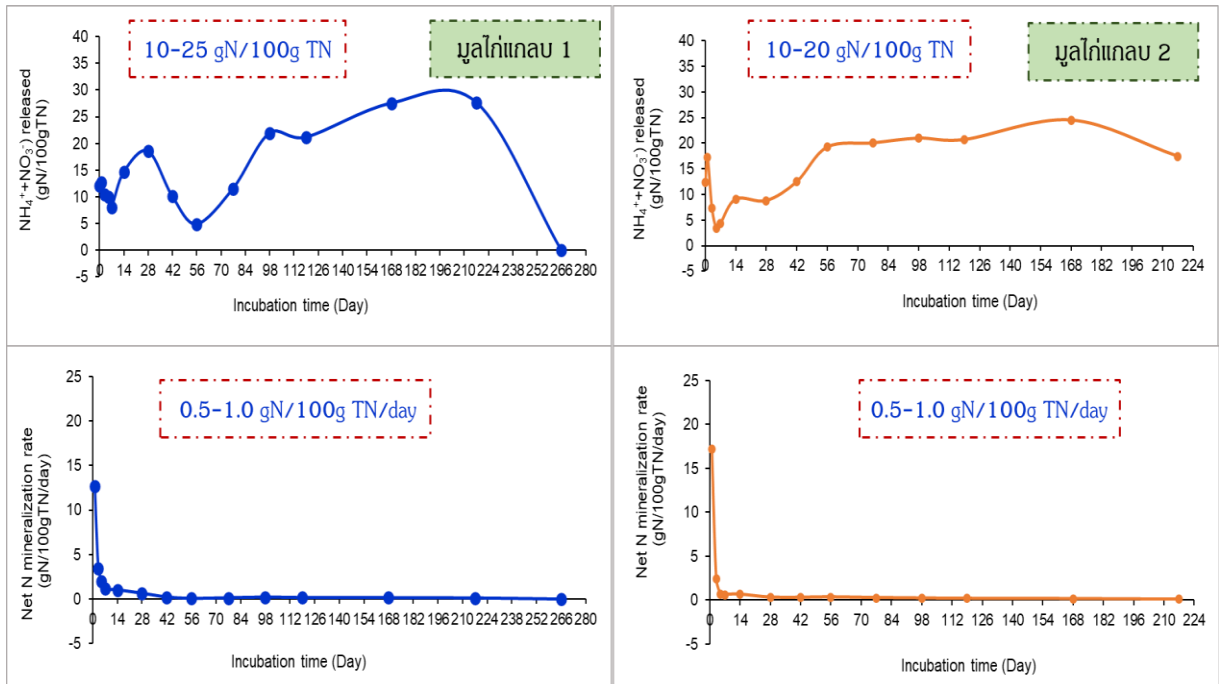 10-25 gN/100g TN
มูลไก่แกลบ 1
NH₄⁺+NO₃⁻) released
(gN/100gTN)
40
35
30
25
20
15
10
5
0
-5
0 14 28 42 56 70 84 98 112 126 140 154 168 182 196 210 224 238 252 266 280
Incubation time (Day)
10-20 gN/100g TN
มูลไก่แกลบ 2
NH₄⁺+NO₃⁻) released
(gN/100gTN)
40
35
30
25
20
15
10
5
0
-5
0 14 28 42 56 70 84 98 112 126 140 154 168 182 196 210 224
Incubation time (Day)
0.5-1.0 gN/100g TN/day
Net N mineralization rate
(gN/100gTN/day)
25
20
15
10
5
0
-5
0 14 28 42 56 70 84 98 112 126 140 154 168 182 196 210 224 238 252 266 280
Incubation time (Day)
0.5-1.0 gN/100g TN/day
Net N mineralization rate
(gN/100gTN/day)
25
20
15
10
5
0
-5
0 14 28 42 56 70 84 98 112 126 140 154 168 182 196 210 224
Incubation time (Day)